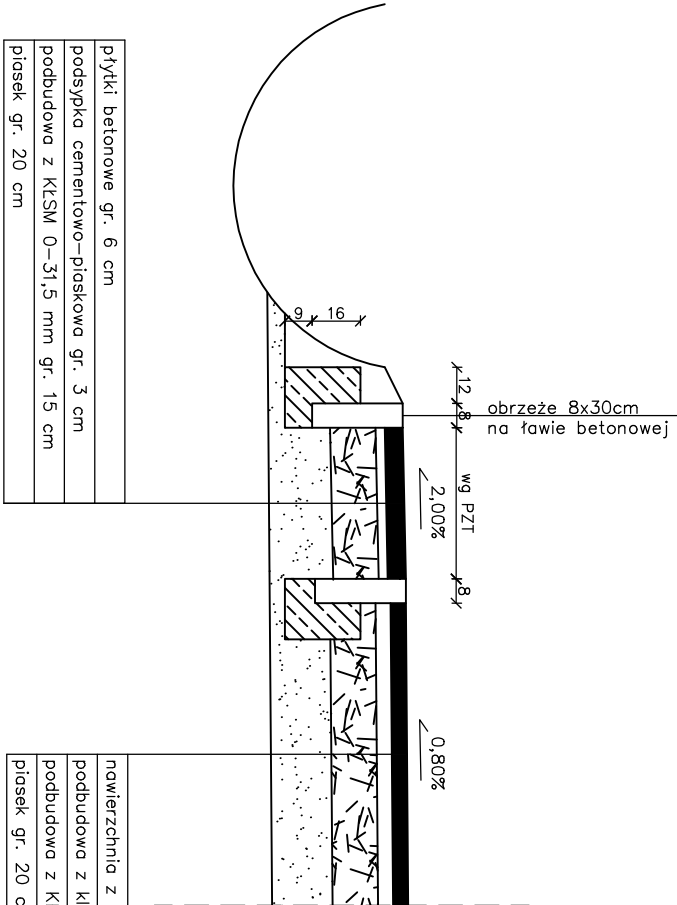 płytki betonowe gr. 6 cm
podsypka cementowo-piaskowa gr. 3 cm
podbudowa z KŁSM 0-31,5 mm gr. 15 cm
piasek gr. 20 cm
9
16
12
8
obrzeże 8x30cm
na ławie betonowej
wg PZT
2,00%
8
0,80%
nawierzchnia z
podbudowa z
podbudowa z
piasek gr. 20